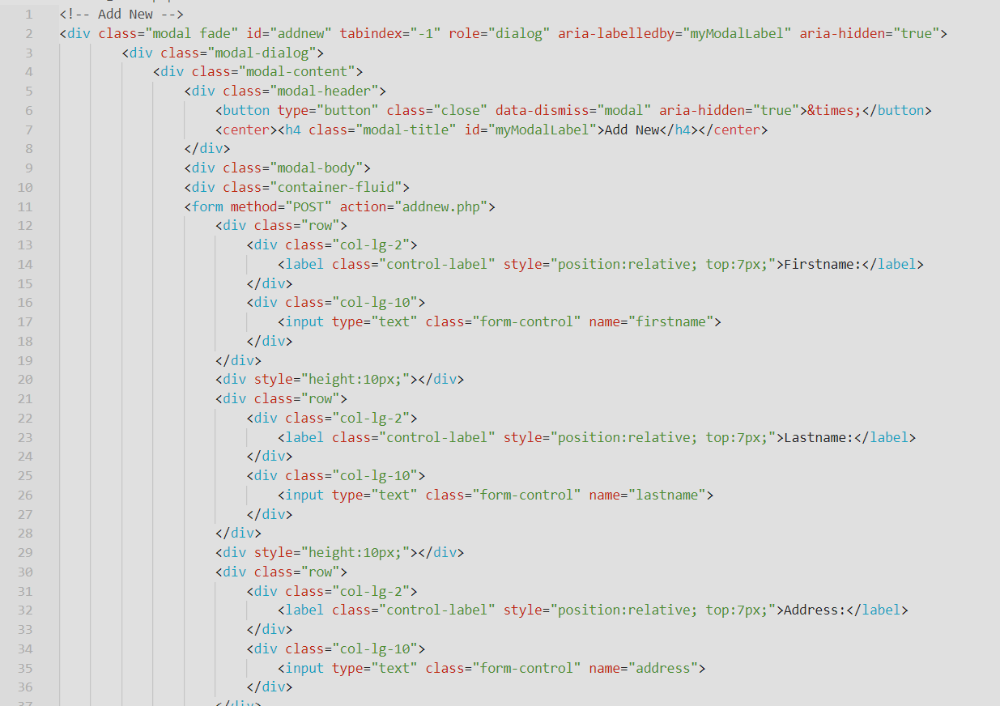 1 <!-- Add New -->
2 <div class="modal fade" id="addnew" tabindex="-1" role="dialog" aria-labelledby="myModalLabel" aria-hidden="true">
3 <div class="modal-dialog">
4 <div class="modal-content">
5 <div class="modal-header">
6 <button type="button" class="close" data-dismiss="modal" aria-hidden="true">&times;</button>
7 <center><h4 class="modal-title" id="myModalLabel">Add New</h4></center>
8 </div>
9 <div class="modal-body">
10 <div class="container-fluid">
11 <form method="POST" action="addnew.php">
12 <div class="row">
13 <div class="col-lg-2">
14 <label class="control-label" style="position:relative; top:7px;">Firstname:</label>
15 </div>
16 <div class="col-lg-10">
17 <input type="text" class="form-control" name="firstname">
18 </div>
19 </div>
20 <div style="height:10px;"></div>
21 <div class="row">
22 <div class="col-lg-2">
23 <label class="control-label" style="position:relative; top:7px;">Lastname:</label>
24 </div>
25 <div class="col-lg-10">
26 <input type="text" class="form-control" name="lastname">
27 </div>
28 </div>
29 <div style="height:10px;"></div>
30 <div class="row">
31 <div class="col-lg-2">
32 <label class="control-label" style="position:relative; top:7px;">Address:</label>
33 </div>
34 <div class="col-lg-10">
35 <input type="text" class="form-control" name="address">
36 </div>
37 </div>